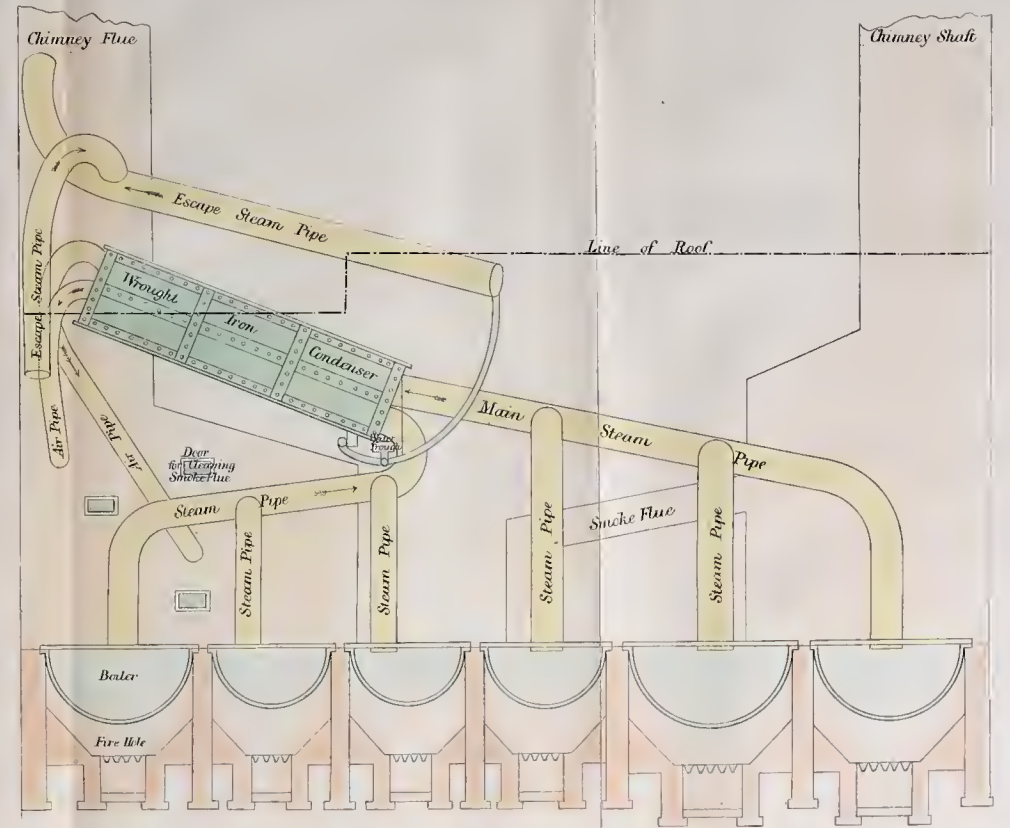 Chimney Flue
Chimney Shaft
Escape Steam Pipe
Line of Roof
Escape Steam Pipe
Wrought Iron Condenser
Main Steam Pipe
Air Pipe
Air Pipe
Water
Trough
Door
for Cleaning
Smoke Flue
Steam Pipe
Smoke Flue
Steam Pipe
Steam Pipe
Steam Pipe
Steam Pipe
Boiler
Fire Hole